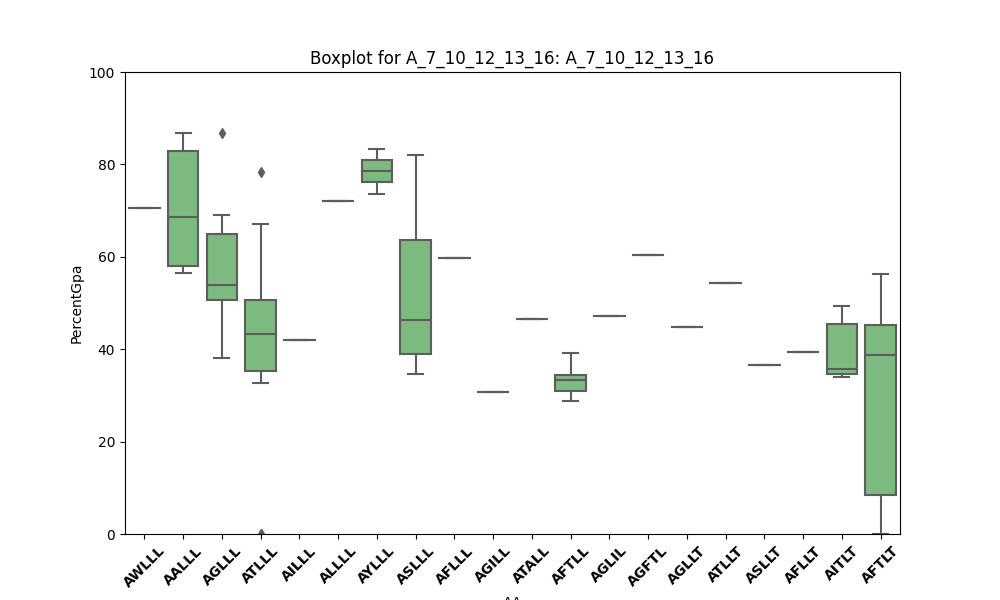 Boxplot for A_7_10_12_13_16: A_7_10_12_13_16
100
80
60
40
20
0
PercentGpa
AWLLL
AALLL
AGLLL
ATLLL
AILLL
ALLLL
AYLLL
ASLLL
AFLLL
AGILL
ATALL
AFTLL
AGLIL
AGFTL
AGLLT
ATLLT
ASLLT
AFLLT
AITLT
AFTLT